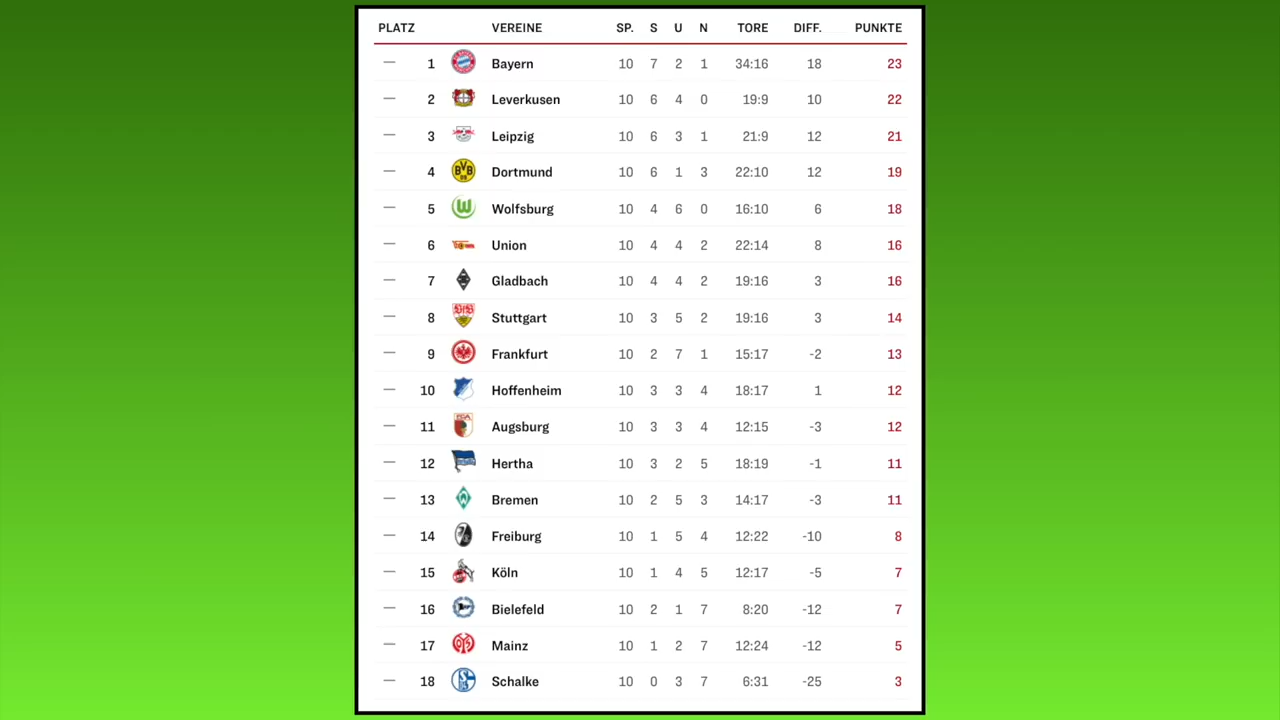 PLATZ VEREINE SP. S U N TORE DIFF. PUNKTE
— 1 Bayern 10 7 2 1 34:16 18 23
— 2 Leverkusen 10 6 4 0 19:9 10 22
— 3 Leipzig 10 6 3 1 21:9 12 21
— 4 Dortmund 10 6 1 3 22:10 12 19
— 5 Wolfsburg 10 4 6 0 16:10 6 18
— 6 Union 10 4 4 2 22:14 8 16
— 7 Gladbach 10 4 4 2 19:16 3 16
— 8 Stuttgart 10 3 5 2 19:16 3 14
— 9 Frankfurt 10 2 7 1 15:17 -2 13
— 10 Hoffenheim 10 3 3 4 18:17 1 12
— 11 Augsburg 10 3 3 4 12:15 -3 12
— 12 Hertha 10 3 2 5 18:19 -1 11
— 13 Bremen 10 2 5 3 14:17 -3 11
— 14 Freiburg 10 1 5 4 12:22 -10 8
— 15 Köln 10 1 4 5 12:17 -5 7
— 16 Bielefeld 10 2 1 7 8:20 -12 7
— 17 Mainz 10 1 2 7 12:24 -12 5
— 18 Schalke 10 0 3 7 6:31 -25 3